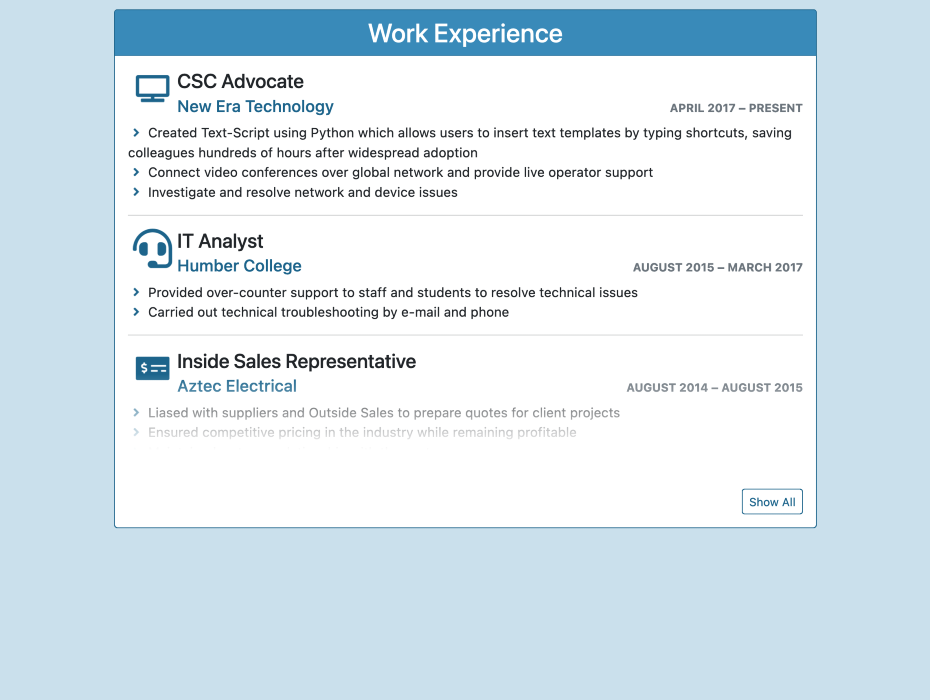 Work Experience
CSC Advocate
New Era Technology
APRIL 2017 – PRESENT
Created Text-Script using Python which allows users to insert text templates by typing shortcuts, saving
colleagues hundreds of hours after widespread adoption
Connect video conferences over global network and provide live operator support
Investigate and resolve network and device issues
IT Analyst
Humber College
AUGUST 2015 – MARCH 2017
Provided over-counter support to staff and students to resolve technical issues
Carried out technical troubleshooting by e-mail and phone
Inside Sales Representative
Aztec Electrical
AUGUST 2014 – AUGUST 2015
Liased with suppliers and Outside Sales to prepare quotes for client projects
Ensured competitive pricing in the industry while remaining profitable
Show All